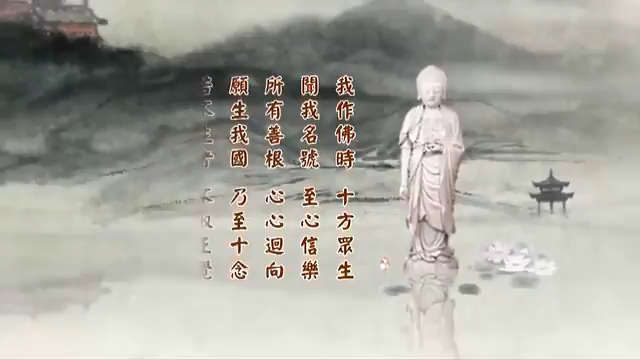 我作佛時 十方眾生
聞我名號 至心信樂
所有善根 心心迴向
願生我國 乃至十念